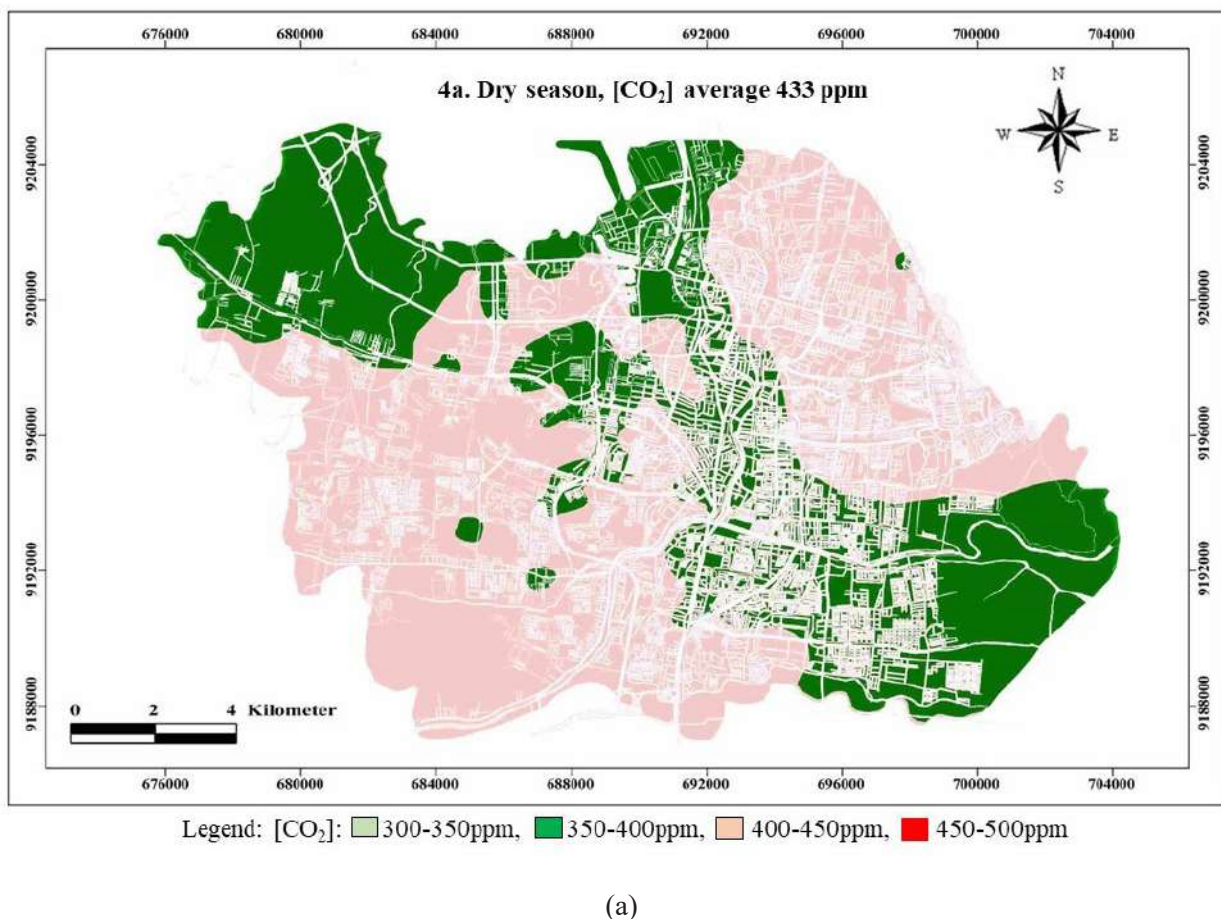 676000 680000 684000 688000 692000 696000 700000 704000
4a. Dry season, [CO₂] average 433 ppm
N
W E
S
9204000 9204000
9200000 9200000
9196000 9196000
9192000 9192000
9188000 9188000
0 2 4 Kilometer
676000 680000 684000 688000 692000 696000 700000 704000
Legend: [CO₂]: 300-350ppm, 350-400ppm, 400-450ppm, 450-500ppm
(a)